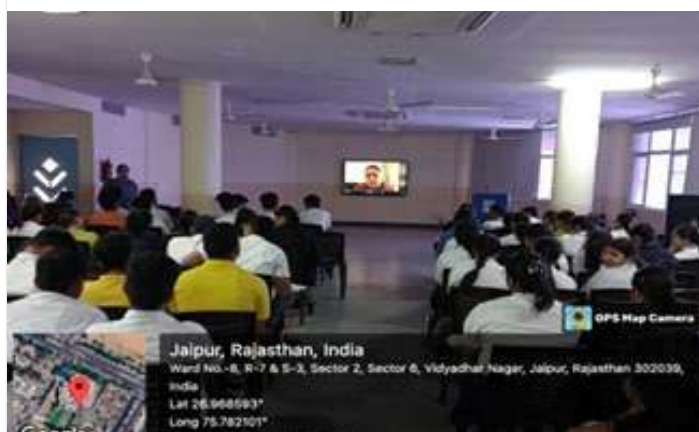 GPS Map Camera
Jaipur, Rajasthan, India
Ward No.-8, R-7 & S-3, Sector 2, Sector 6, Vidyadhar Nagar, Jaipur, Rajasthan 302039,
India
Lat 26.968593°
Long 75.782101°
Google